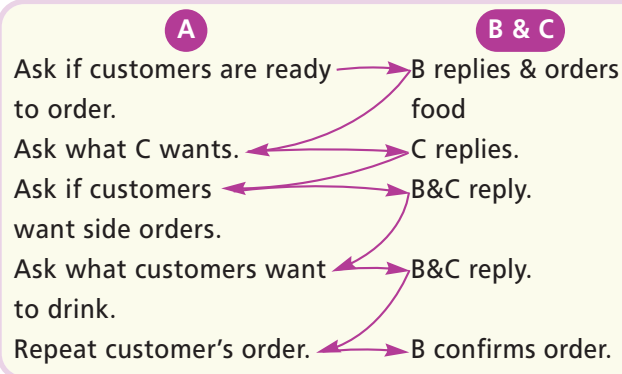 A
B & C
Ask if customers are ready
to order.
B replies & orders
food
Ask what C wants.
C replies.
Ask if customers
want side orders.
B&C reply.
Ask what customers want
to drink.
B&C reply.
Repeat customer’s order.
B confirms order.